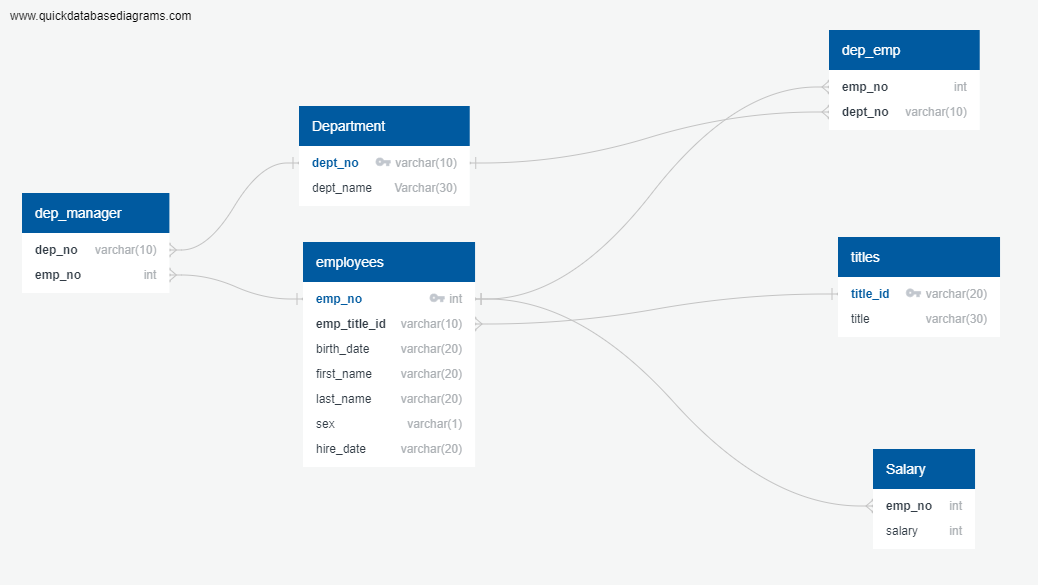 www.quickdatabasediagrams.com
dep_manager
dep_no varchar(10)
emp_no int
Department
dept_no varchar(10)
dept_name Varchar(30)
employees
emp_no int
emp_title_id varchar(10)
birth_date varchar(20)
first_name varchar(20)
last_name varchar(20)
sex varchar(1)
hire_date varchar(20)
dep_emp
emp_no int
dept_no varchar(10)
titles
title_id varchar(20)
title varchar(30)
Salary
emp_no int
salary int